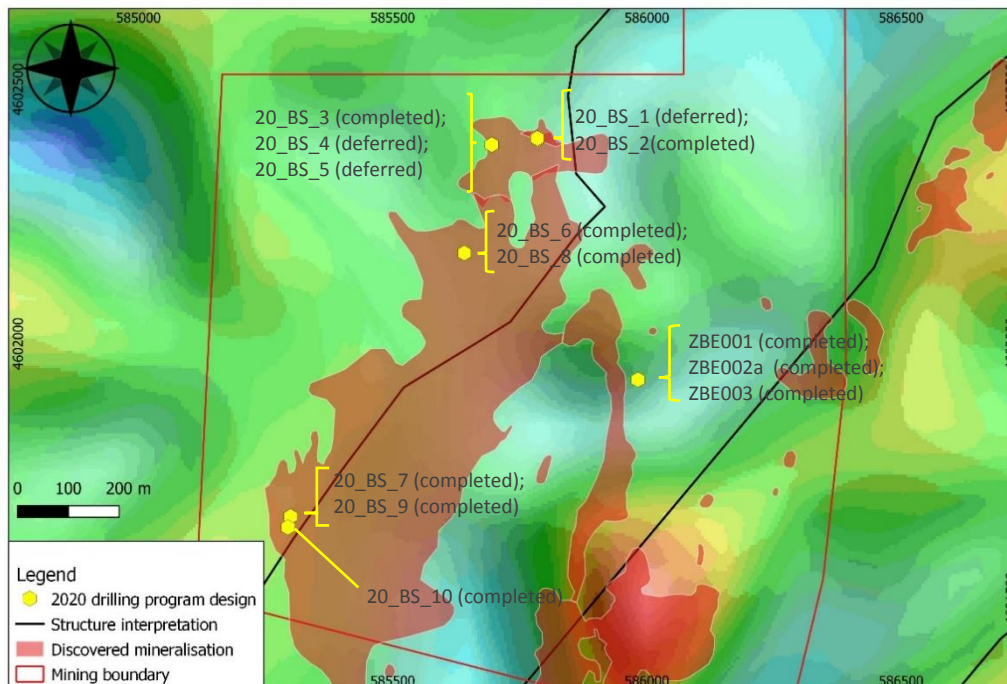 585000
585500
586000
586500
4602500
20_BS_3 (completed);
20_BS_4 (deferred);
20_BS_5 (deferred)
20_BS_1 (deferred);
20_BS_2(completed)
20_BS_6 (completed);
20_BS_8 (completed)
4602000
ZBE001 (completed);
ZBE002a  (completed);
ZBE003 (completed)
20_BS_7 (completed);
20_BS_9 (completed)
0 100 200 m
20_BS_10 (completed)
Legend
2020 drilling program design
Structure interpretation
Discovered mineralisation
Mining boundary
585500
586000
586500